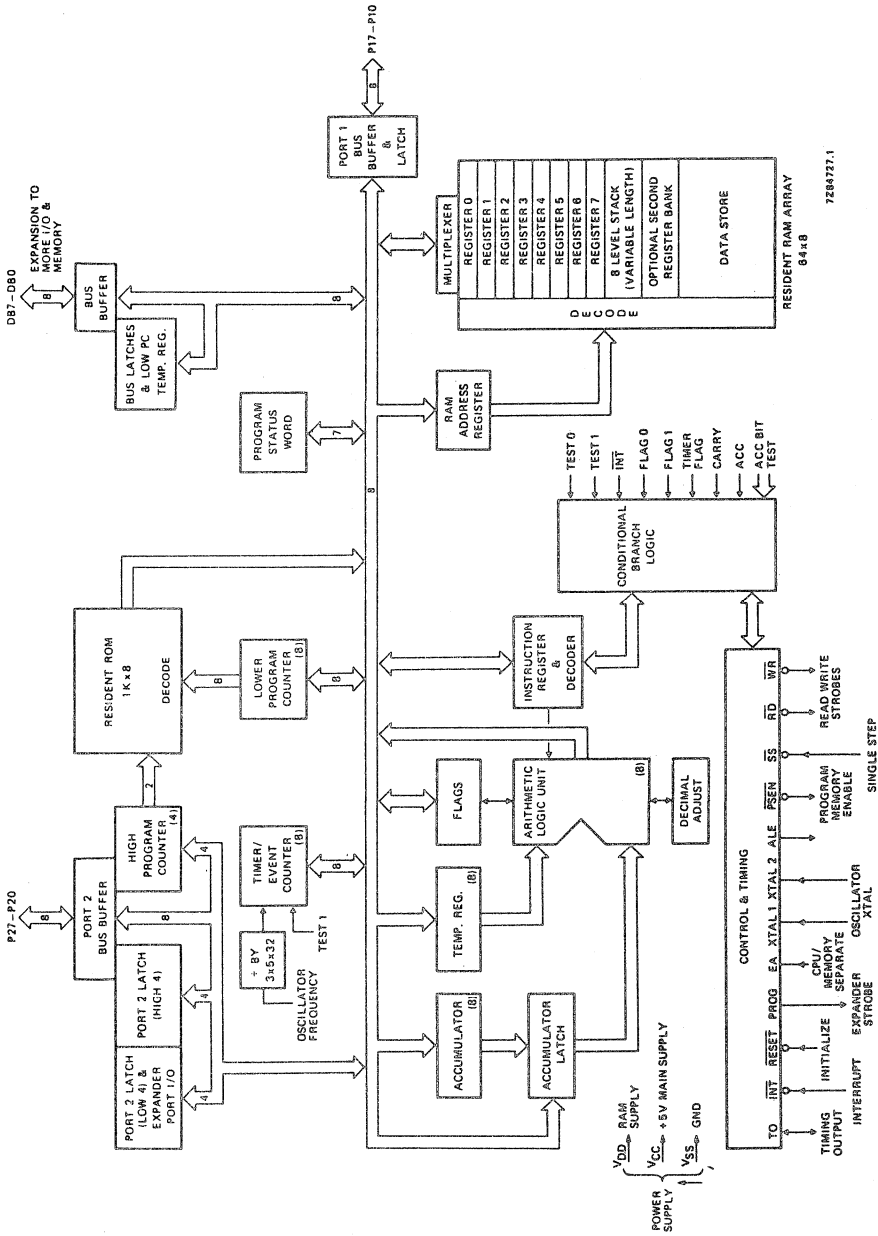 P27-P20
8
PORT 2
BUS BUFFER
PORT 2 LATCH
(LOW 4) &
EXPANDER
PORT I/O
PORT 2 LATCH
(HIGH 4)
HIGH
PROGRAM
COUNTER
(4)
4
4
8
4
2
RESIDENT ROM
1K x 8
DECODE
DB7-DB0
8
EXPANSION TO
MORE I/O &
MEMORY
BUS
BUFFER
BUS LATCHES
& LOW PC
TEMP. REG.
8
÷ BY
3x5x32
OSCILLATOR
FREQUENCY
TEST 1
TIMER/
EVENT
COUNTER
(8)
8
8
LOWER
PROGRAM
COUNTER
(8)
8
PROGRAM
STATUS
WORD
7
8
PORT 1
BUS
BUFFER
&
LATCH
8
P17-P10
ACCUMULATOR
(8)
ACCUMULATOR
LATCH
TEMP. REG.
(8)
FLAGS
ARITHMETIC
LOGIC UNIT
(8)
DECIMAL
ADJUST
INSTRUCTION
REGISTER
&
DECODER
RAM
ADDRESS
REGISTER
MULTIPLEXER
REGISTER 0
REGISTER 1
REGISTER 2
REGISTER 3
REGISTER 4
REGISTER 5
REGISTER 6
REGISTER 7
8 LEVEL STACK
(VARIABLE LENGTH)
OPTIONAL SECOND
REGISTER BANK
DATA STORE
DECODE
RESIDENT RAM ARRAY
64x8
CONDITIONAL
BRANCH
LOGIC
TEST 0
TEST 1
INT
FLAG 0
FLAG 1
TIMER
FLAG
CARRY
ACC
ACC BIT
TEST
POWER
SUPPLY
VDD
RAM
SUPPLY
VCC
+5V MAIN SUPPLY
VSS
GND
CONTROL & TIMING
TO INT RESET PROG EA XTAL 1 XTAL 2 ALE PSEN SS RD WR
TIMING
OUTPUT
INTERRUPT
INITIALIZE
EXPANDER
STROBE
CPU/
MEMORY
SEPARATE
OSCILLATOR
XTAL
PROGRAM
MEMORY
ENABLE
SINGLE STEP
READ WRITE
STROBES
7Z84727.1